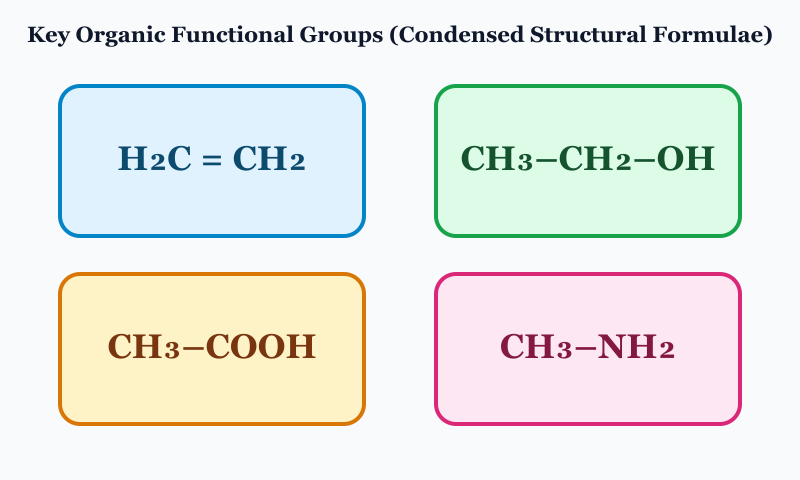 Key Organic Functional Groups (Condensed Structural Formulae)
H2C = CH2
CH3–CH2–OH
CH3–COOH
CH3–NH2